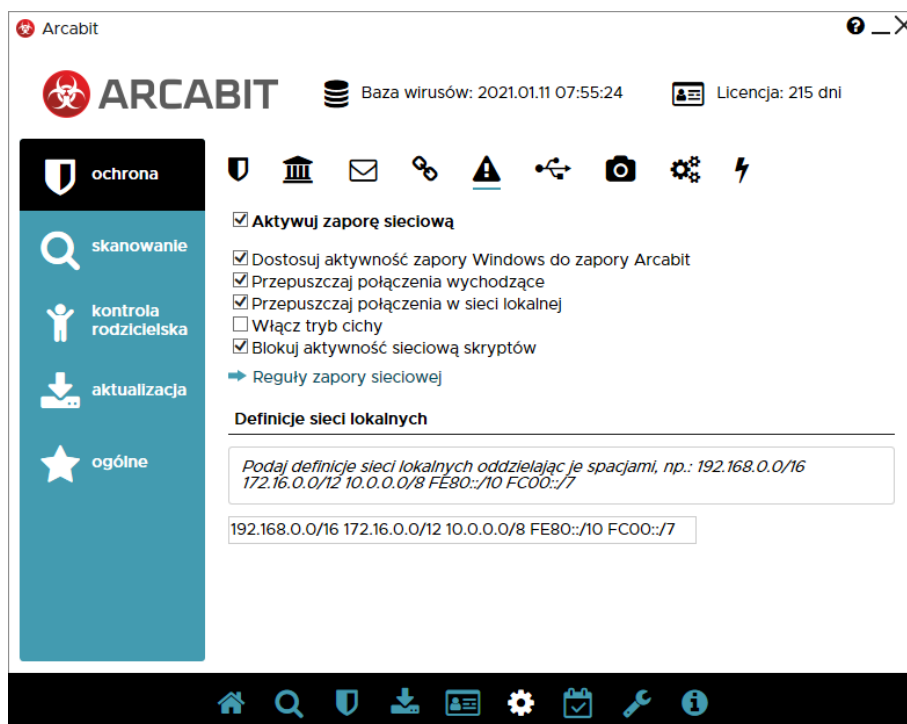 Arcabit
ARCABIT
Baza wirusów: 2021.01.11 07:55:24
Licencja: 215 dni
ochrona
skanowanie
kontrola
rodzicielska
aktualizacja
ogólne
Aktywuj zaporę sieciową
Dostosuj aktywność zapory Windows do zapory Arcabit
Przepuszczaj połączenia wychodzące
Przepuszczaj połączenia w sieci lokalnej
Włącz tryb cichy
Blokuj aktywność sieciową skryptów
Reguły zapory sieciowej
Definicje sieci lokalnych
Podaj definicje sieci lokalnych oddzielając je spacjami, np.: 192.168.0.0/16
172.16.0.0/12 10.0.0.0/8 FE80::/10 FC00::/7
192.168.0.0/16 172.16.0.0/12 10.0.0.0/8 FE80::/10 FC00::/7